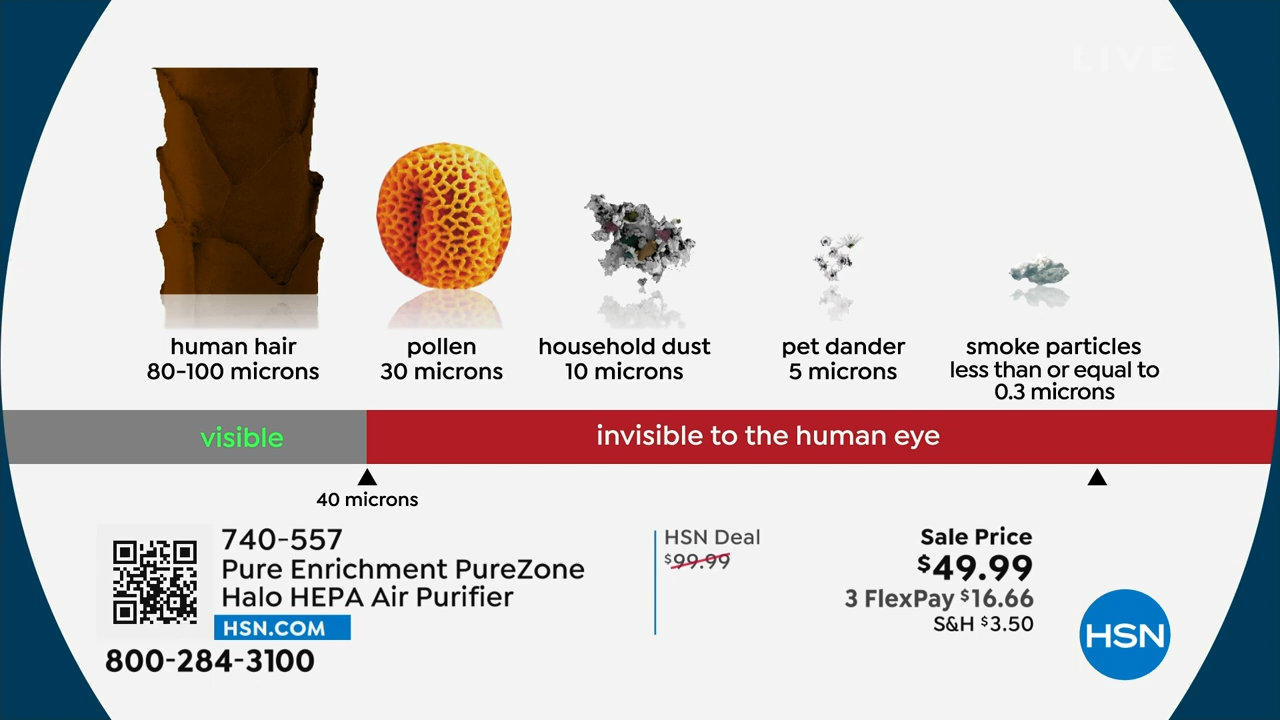 LIVE
human hair
80-100 microns
pollen
30 microns
household dust
10 microns
pet dander
5 microns
smoke particles
less than or equal to
0.3 microns
visible
invisible to the human eye
40 microns
740-557
Pure Enrichment PureZone
Halo HEPA Air Purifier
HSN.COM
800-284-3100
HSN Deal
$99.99
Sale Price
$49.99
3 FlexPay $16.66
S&H $3.50
HSN